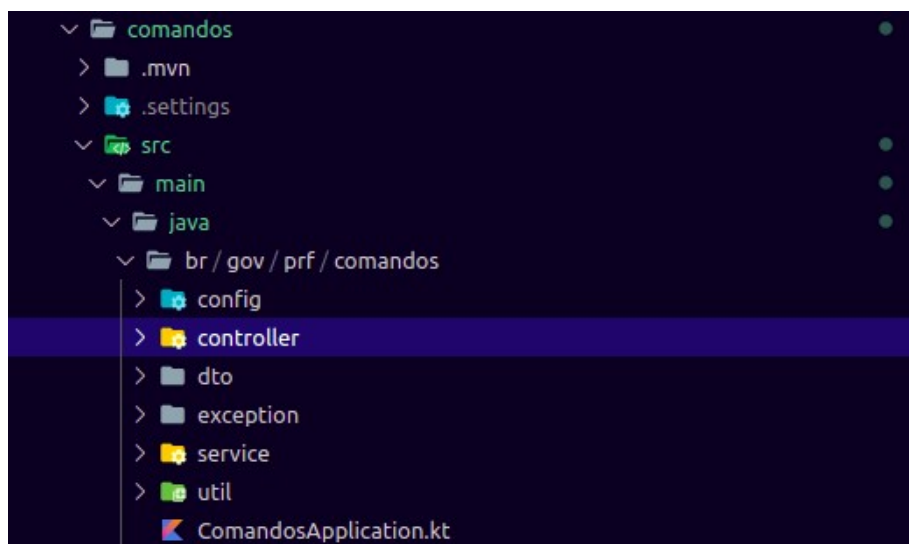 comandos
.mvn
.settings
src
main
java
br / gov / prf / comandos
config
controller
dto
exception
service
util
ComandosApplication.kt